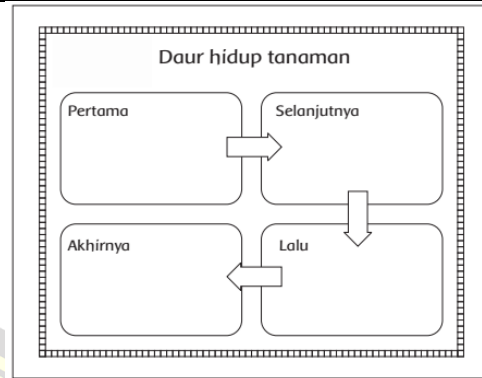 Daur hidup tanaman
Pertama
Selanjutnya
Akhirnya
Lalu